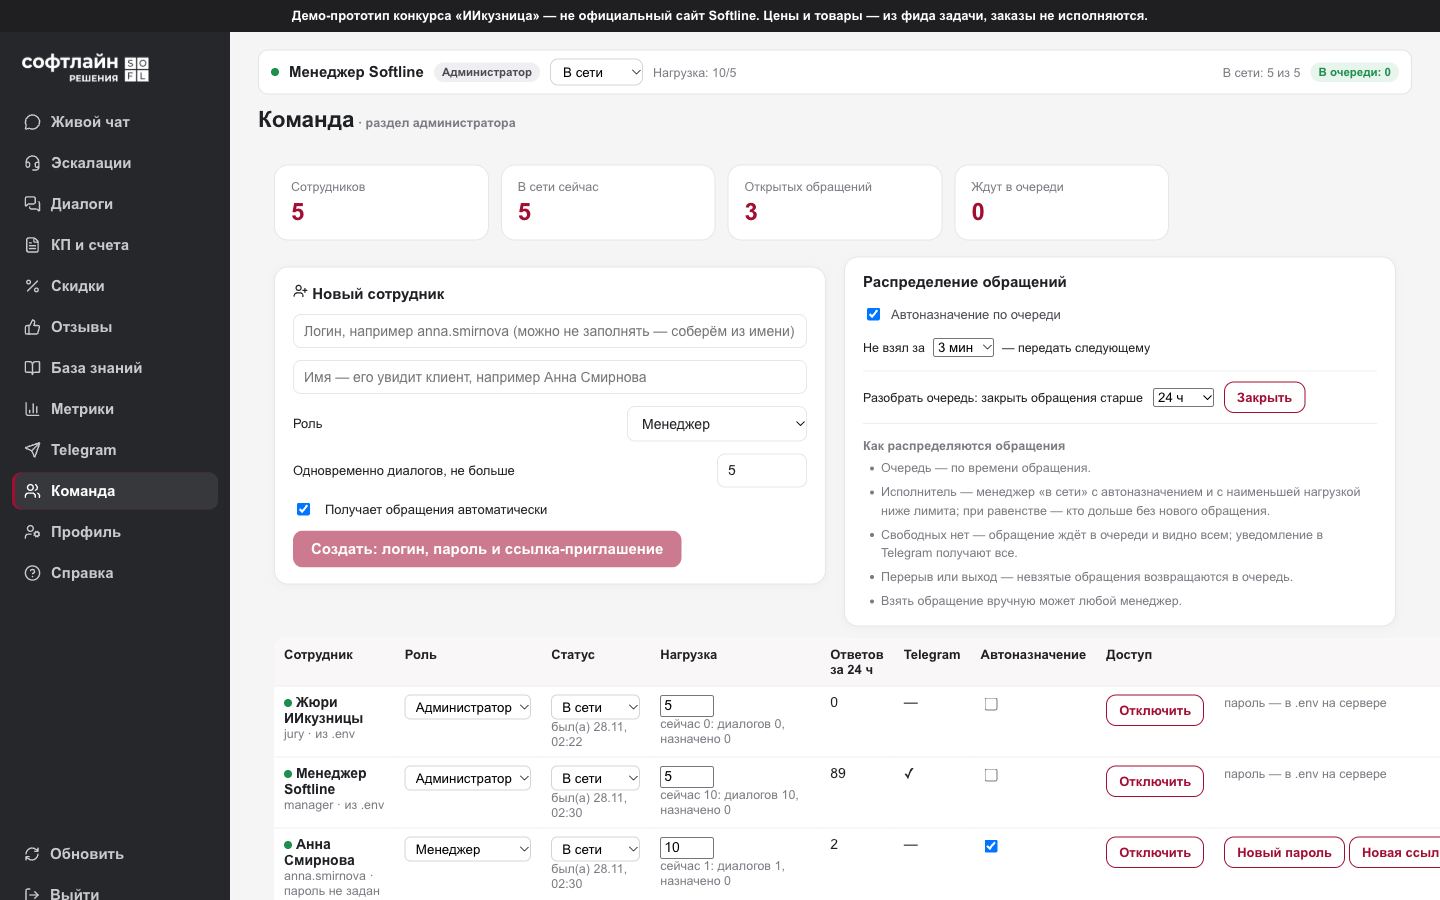 Демо-прототип конкурса «ИИкузница» — не официальный сайт Softline. Цены и товары — из фида задачи, заказы не исполняются.
софтлайн SO FL
РЕШЕНИЯ
Живой чат
Эскалации
Диалоги
КП и счета
Скидки
Отзывы
База знаний
Метрики
Telegram
Команда
Профиль
Справка
Обновить
Выйти
Менеджер Softline Администратор В сети Нагрузка: 10/5 В сети: 5 из 5 В очереди: 0
Команда · раздел администратора
Сотрудников
5
В сети сейчас
5
Открытых обращений
3
Ждут в очереди
0
Новый сотрудник
Логин, например anna.smirnova (можно не заполнять — соберём из имени)
Имя — его увидит клиент, например Анна Смирнова
Роль Менеджер
Одновременно диалогов, не больше 5
Получает обращения автоматически
Создать: логин, пароль и ссылка-приглашение
Распределение обращений
Автоназначение по очереди
Не взял за 3 мин — передать следующему
Разобрать очередь: закрыть обращения старше 24 ч Закрыть
Как распределяются обращения
• Очередь — по времени обращения.
• Исполнитель — менеджер «в сети» с автоназначением и с наименьшей нагрузкой
ниже лимита; при равенстве — кто дольше без нового обращения.
• Свободных нет — обращение ждёт в очереди и видно всем; уведомление в
Telegram получают все.
• Перерыв или выход — невзятые обращения возвращаются в очередь.
• Взять обращение вручную может любой менеджер.
Сотрудник Роль Статус Нагрузка Ответов за 24 ч Telegram Автоназначение Доступ
Жюри ИИкузницы
jury · из .env
Администратор
В сети
был(а) 28.11, 02:22
5
сейчас 0: диалогов 0, назначено 0
0
—
Отключить
пароль — в .env на сервере
Менеджер Softline
manager · из .env
Администратор
В сети
был(а) 28.11, 02:30
5
сейчас 10: диалогов 10, назначено 0
89
✓
Отключить
пароль — в .env на сервере
Анна Смирнова
anna.smirnova · пароль не задан
Менеджер
В сети
был(а) 28.11, 02:30
10
сейчас 1: диалогов 1, назначено 0
2
—
Отключить
Новый пароль
Новая ссыл